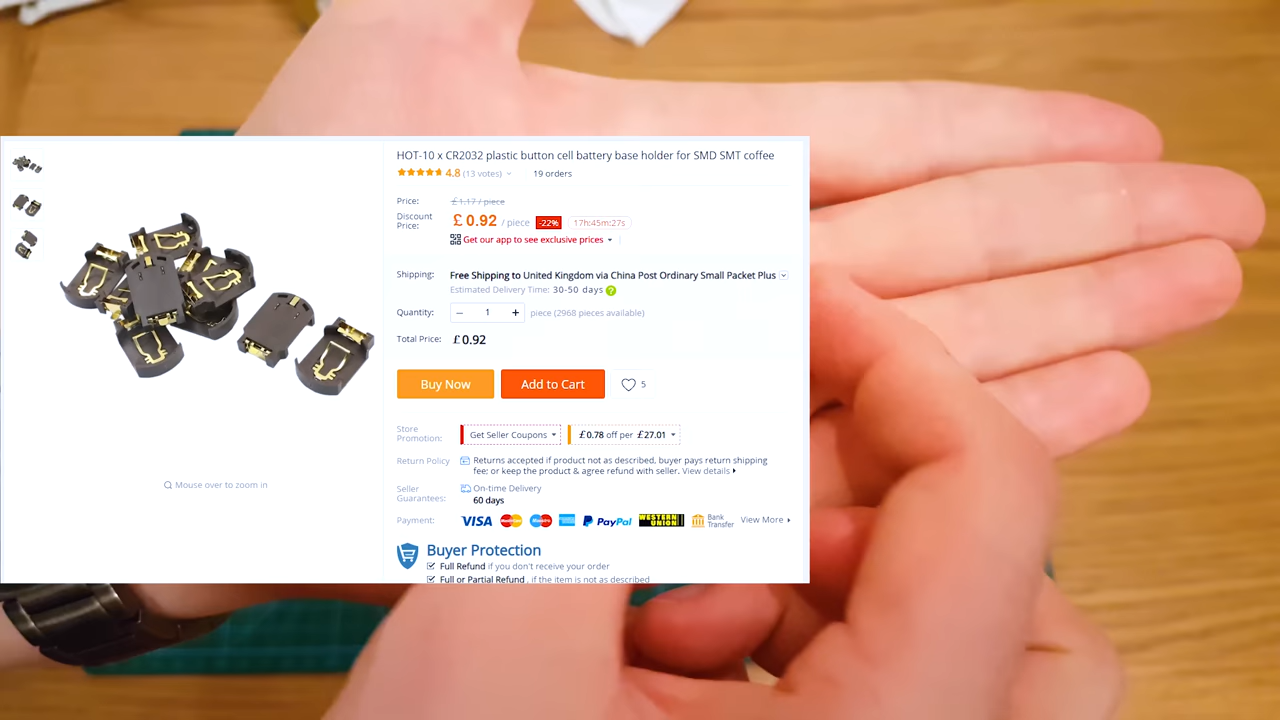 HOT-10 x CR2032 plastic button cell battery base holder for SMD SMT coffee
4.8 (13 votes) 19 orders
Price: £1.17 / piece
Discount Price: £0.92 / piece -22% 17h:45m:27s
Get our app to see exclusive prices
Shipping: Free Shipping to United Kingdom via China Post Ordinary Small Packet Plus
Estimated Delivery Time: 30-50 days ?
Quantity: – 1 + piece (2968 pieces available)
Total Price: £0.92
Buy Now Add to Cart 5
Store Promotion: Get Seller Coupons £0.78 off per £27.01
Return Policy Returns accepted if product not as described, buyer pays return shipping
fee; or keep the product & agree refund with seller. View details
Mouse over to zoom in
Seller Guarantees: On-time Delivery
60 days
Payment: VISA MasterCard Maestro PayPal WESTERN UNION Bank Transfer View More
Buyer Protection
Full Refund if you don't receive your order
Full or Partial Refund , if the item is not as described